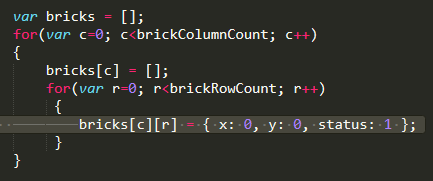 var bricks = [];
for(var c=0; c<brickColumnCount; c++)
{
    bricks[c] = [];
    for(var r=0; r<brickRowCount; r++)
     {
        bricks[c][r] = { x: 0, y: 0, status: 1 };
     }
}